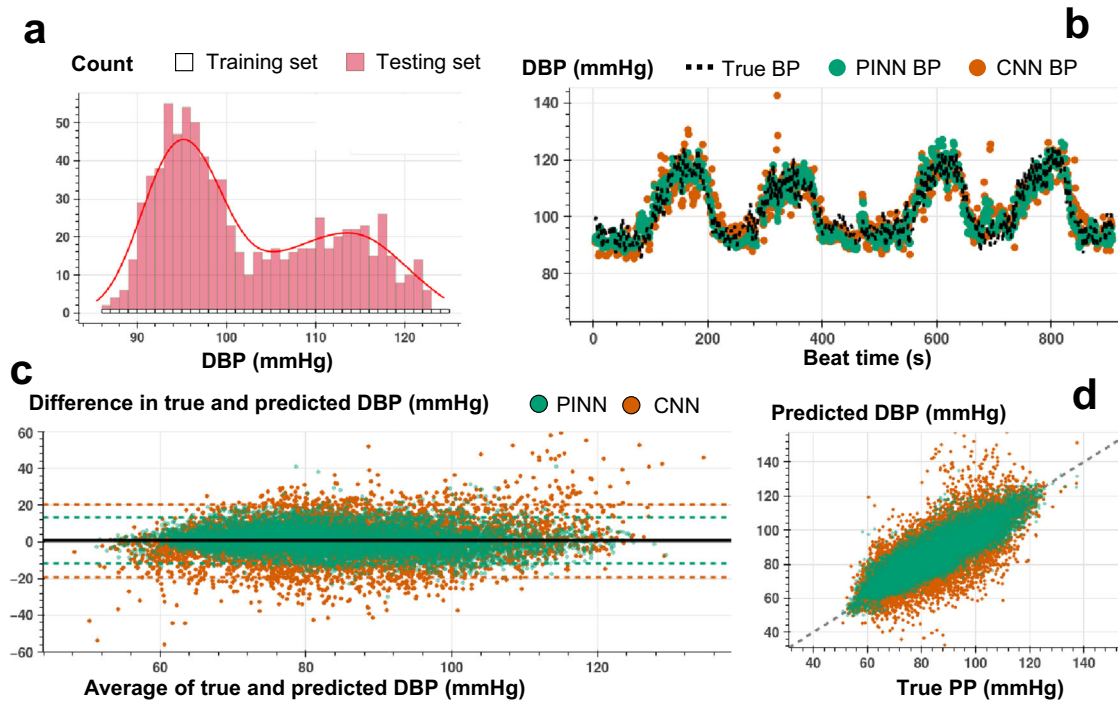 a
Count Training set Testing set
50
40
30
20
10
0
90 100 110 120
DBP (mmHg)
b
DBP (mmHg) True BP PINN BP CNN BP
140
120
100
80
0 200 400 600 800
Beat time (s)
c
Difference in true and predicted DBP (mmHg) PINN CNN
60
40
20
0
−20
−40
−60
60 80 100 120
Average of true and predicted DBP (mmHg)
d
Predicted DBP (mmHg)
140
120
100
80
60
40
40 60 80 100 120 140
True PP (mmHg)